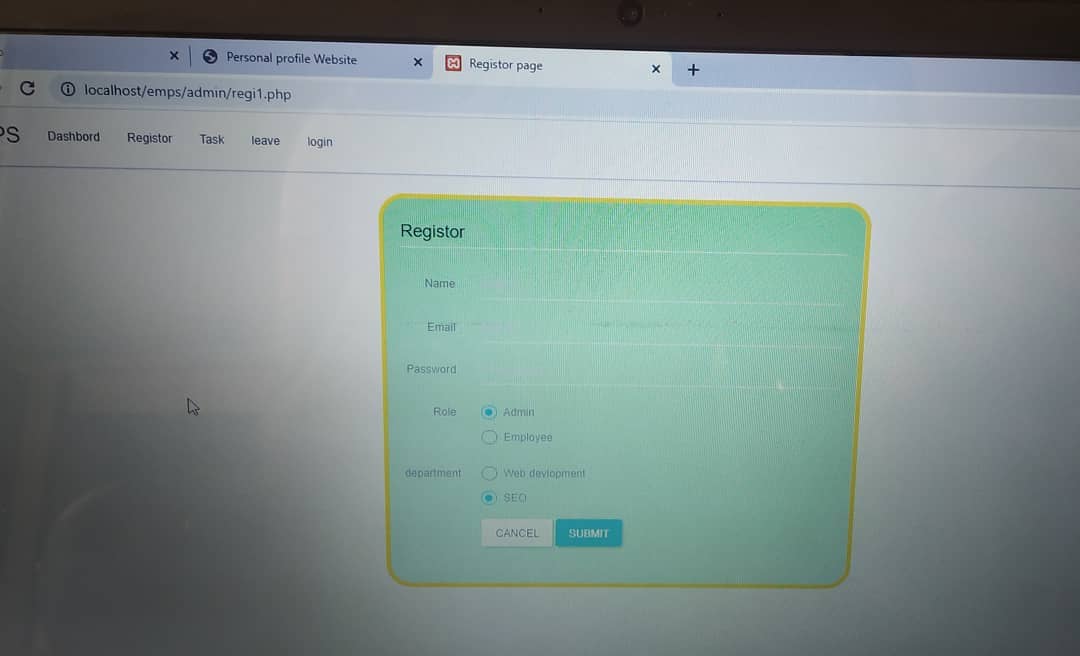 Personal profile Website
Registor page
localhost/emps/admin/regi1.php
PS Dashbord Registor Task leave login
Registor
Name
Email
Password
Role Admin
Employee
department Web devlopment
SEO
CANCEL SUBMIT